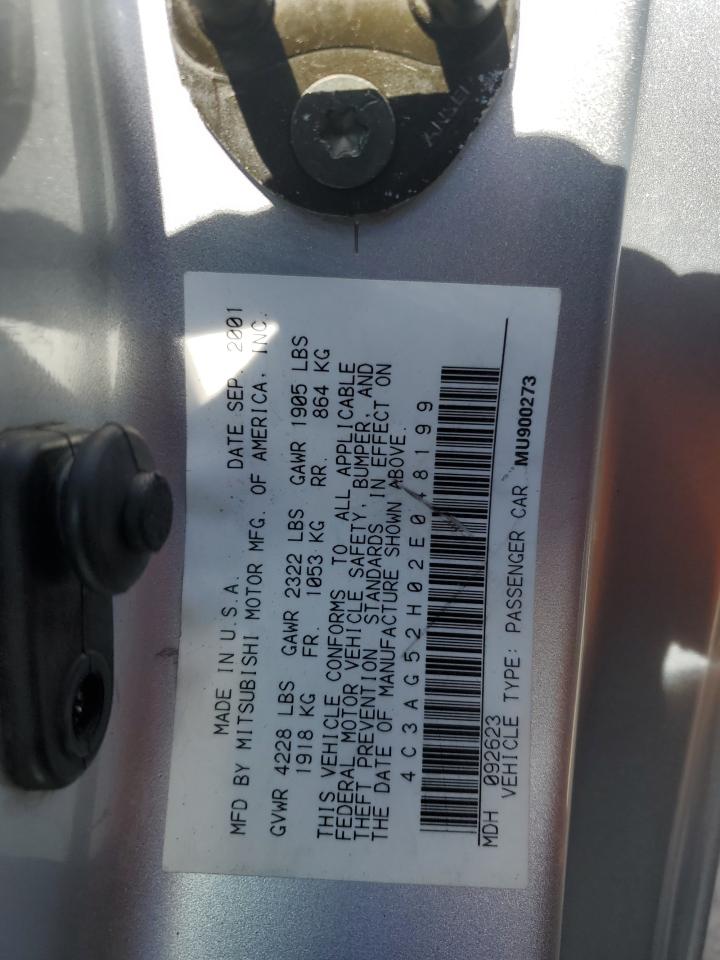 MADE IN U.S.A. DATE SEP. 2001
MFD BY MITSUBISHI MOTOR MFG. OF AMERICA, INC.
GVWR 4228 LBS GAWR 2322 LBS GAWR 1905 LBS
1918 KG FR. 1053 KG RR. 864 KG
THIS VEHICLE CONFORMS TO ALL APPLICABLE
FEDERAL MOTOR VEHICLE SAFETY, BUMPER, AND
THEFT PREVENTION STANDARDS IN EFFECT ON
THE DATE OF MANUFACTURE SHOWN ABOVE.
4C3AG52H02E048199
MDH 092623
VEHICLE TYPE: PASSENGER CAR MU900273